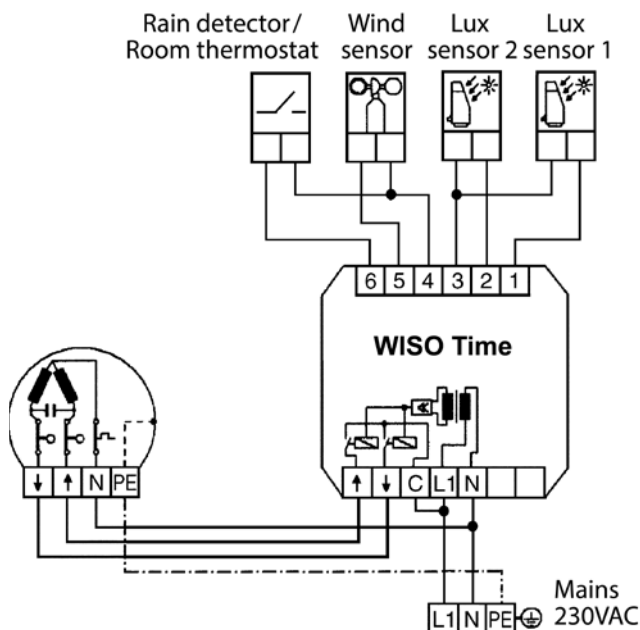 Rain detector/ Wind Lux Lux
Room thermostat sensor sensor 2 sensor 1
6 5 4 3 2 1
WISO Time
↓ ↑ N PE
↑ ↓ C L1 N
Mains
L1 N PE 230VAC